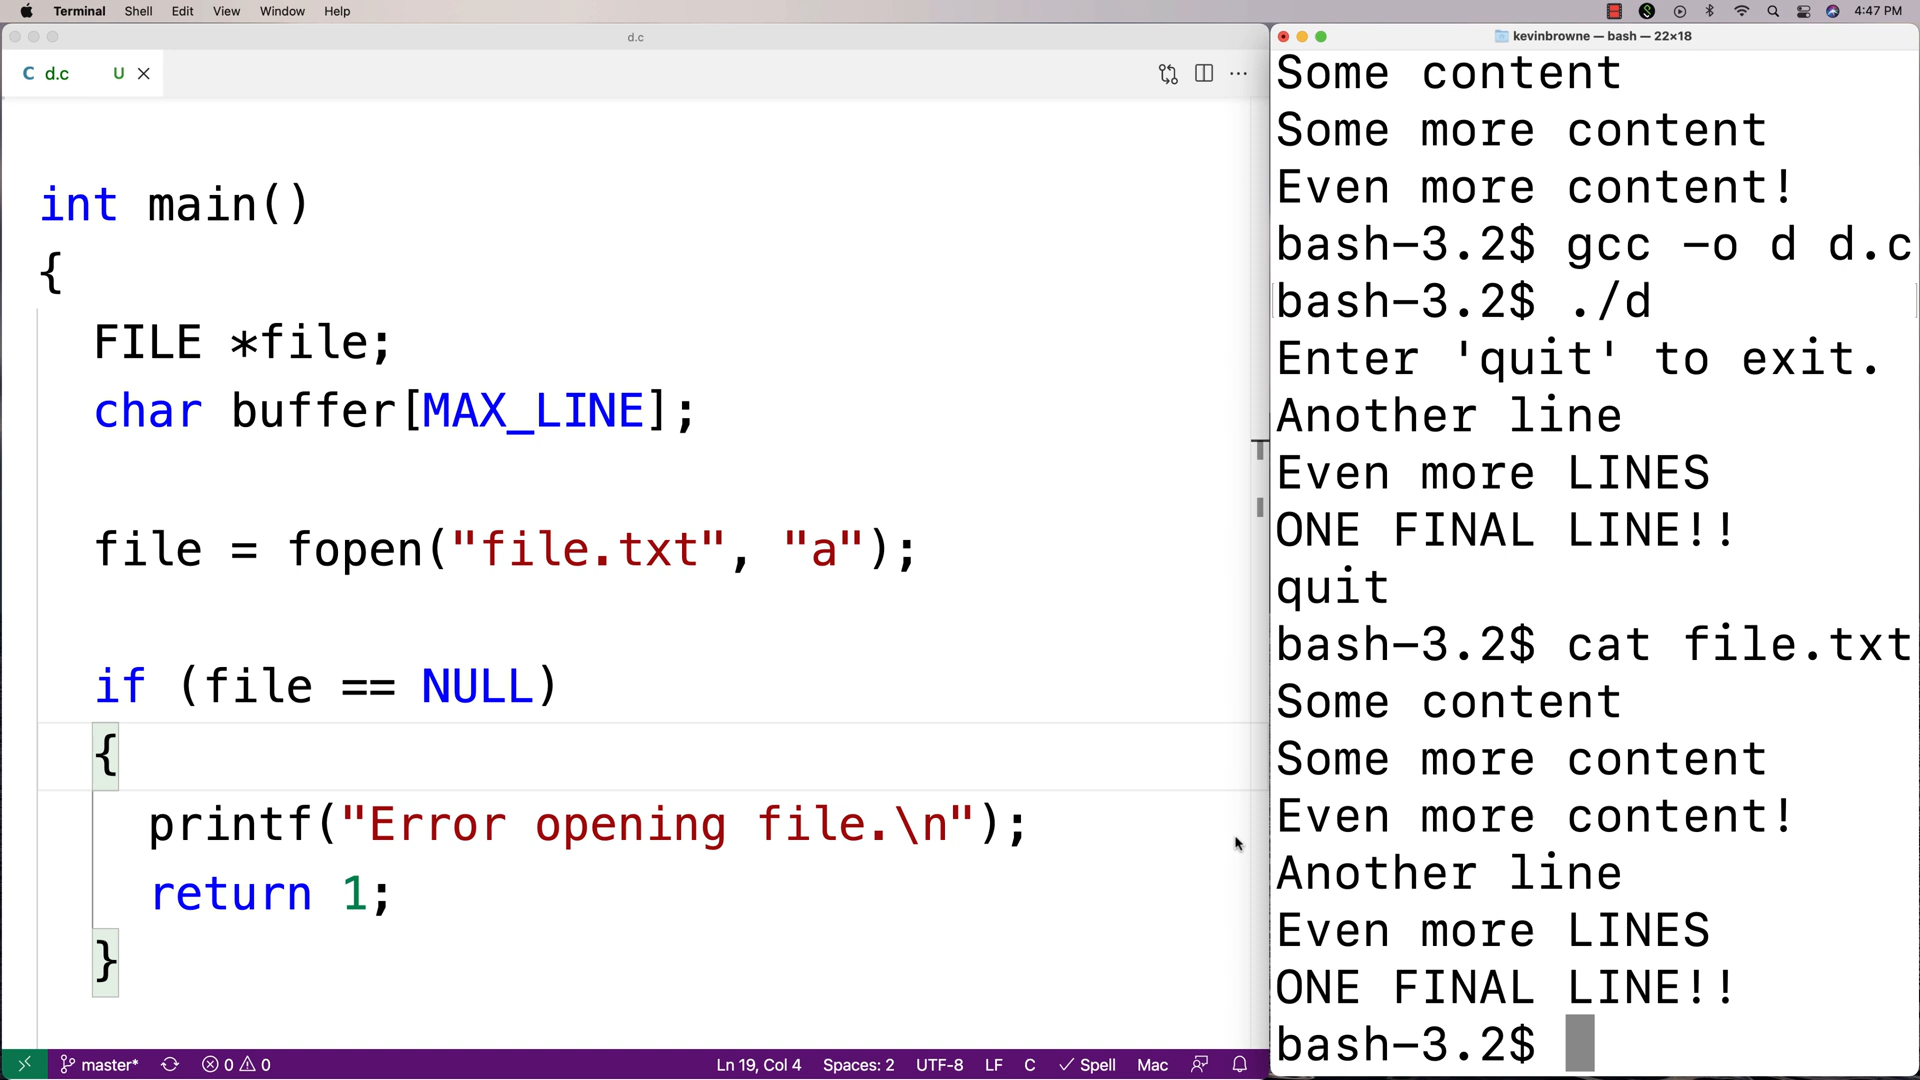 Terminal Shell Edit View Window Help
4:47 PM
d.c
C d.c U
int main()
{
FILE *file;
char buffer[MAX_LINE];
file = fopen("file.txt", "a");
if (file == NULL)
{
printf("Error opening file.\n");
return 1;
}
master* 0 0
Ln 19, Col 4 Spaces: 2 UTF-8 LF C Spell Mac
kevinbrowne — bash — 22×18
Some content
Some more content
Even more content!
bash-3.2$ gcc -o d d.c
bash-3.2$ ./d
Enter 'quit' to exit.
Another line
Even more LINES
ONE FINAL LINE!!
quit
bash-3.2$ cat file.txt
Some content
Some more content
Even more content!
Another line
Even more LINES
ONE FINAL LINE!!
bash-3.2$